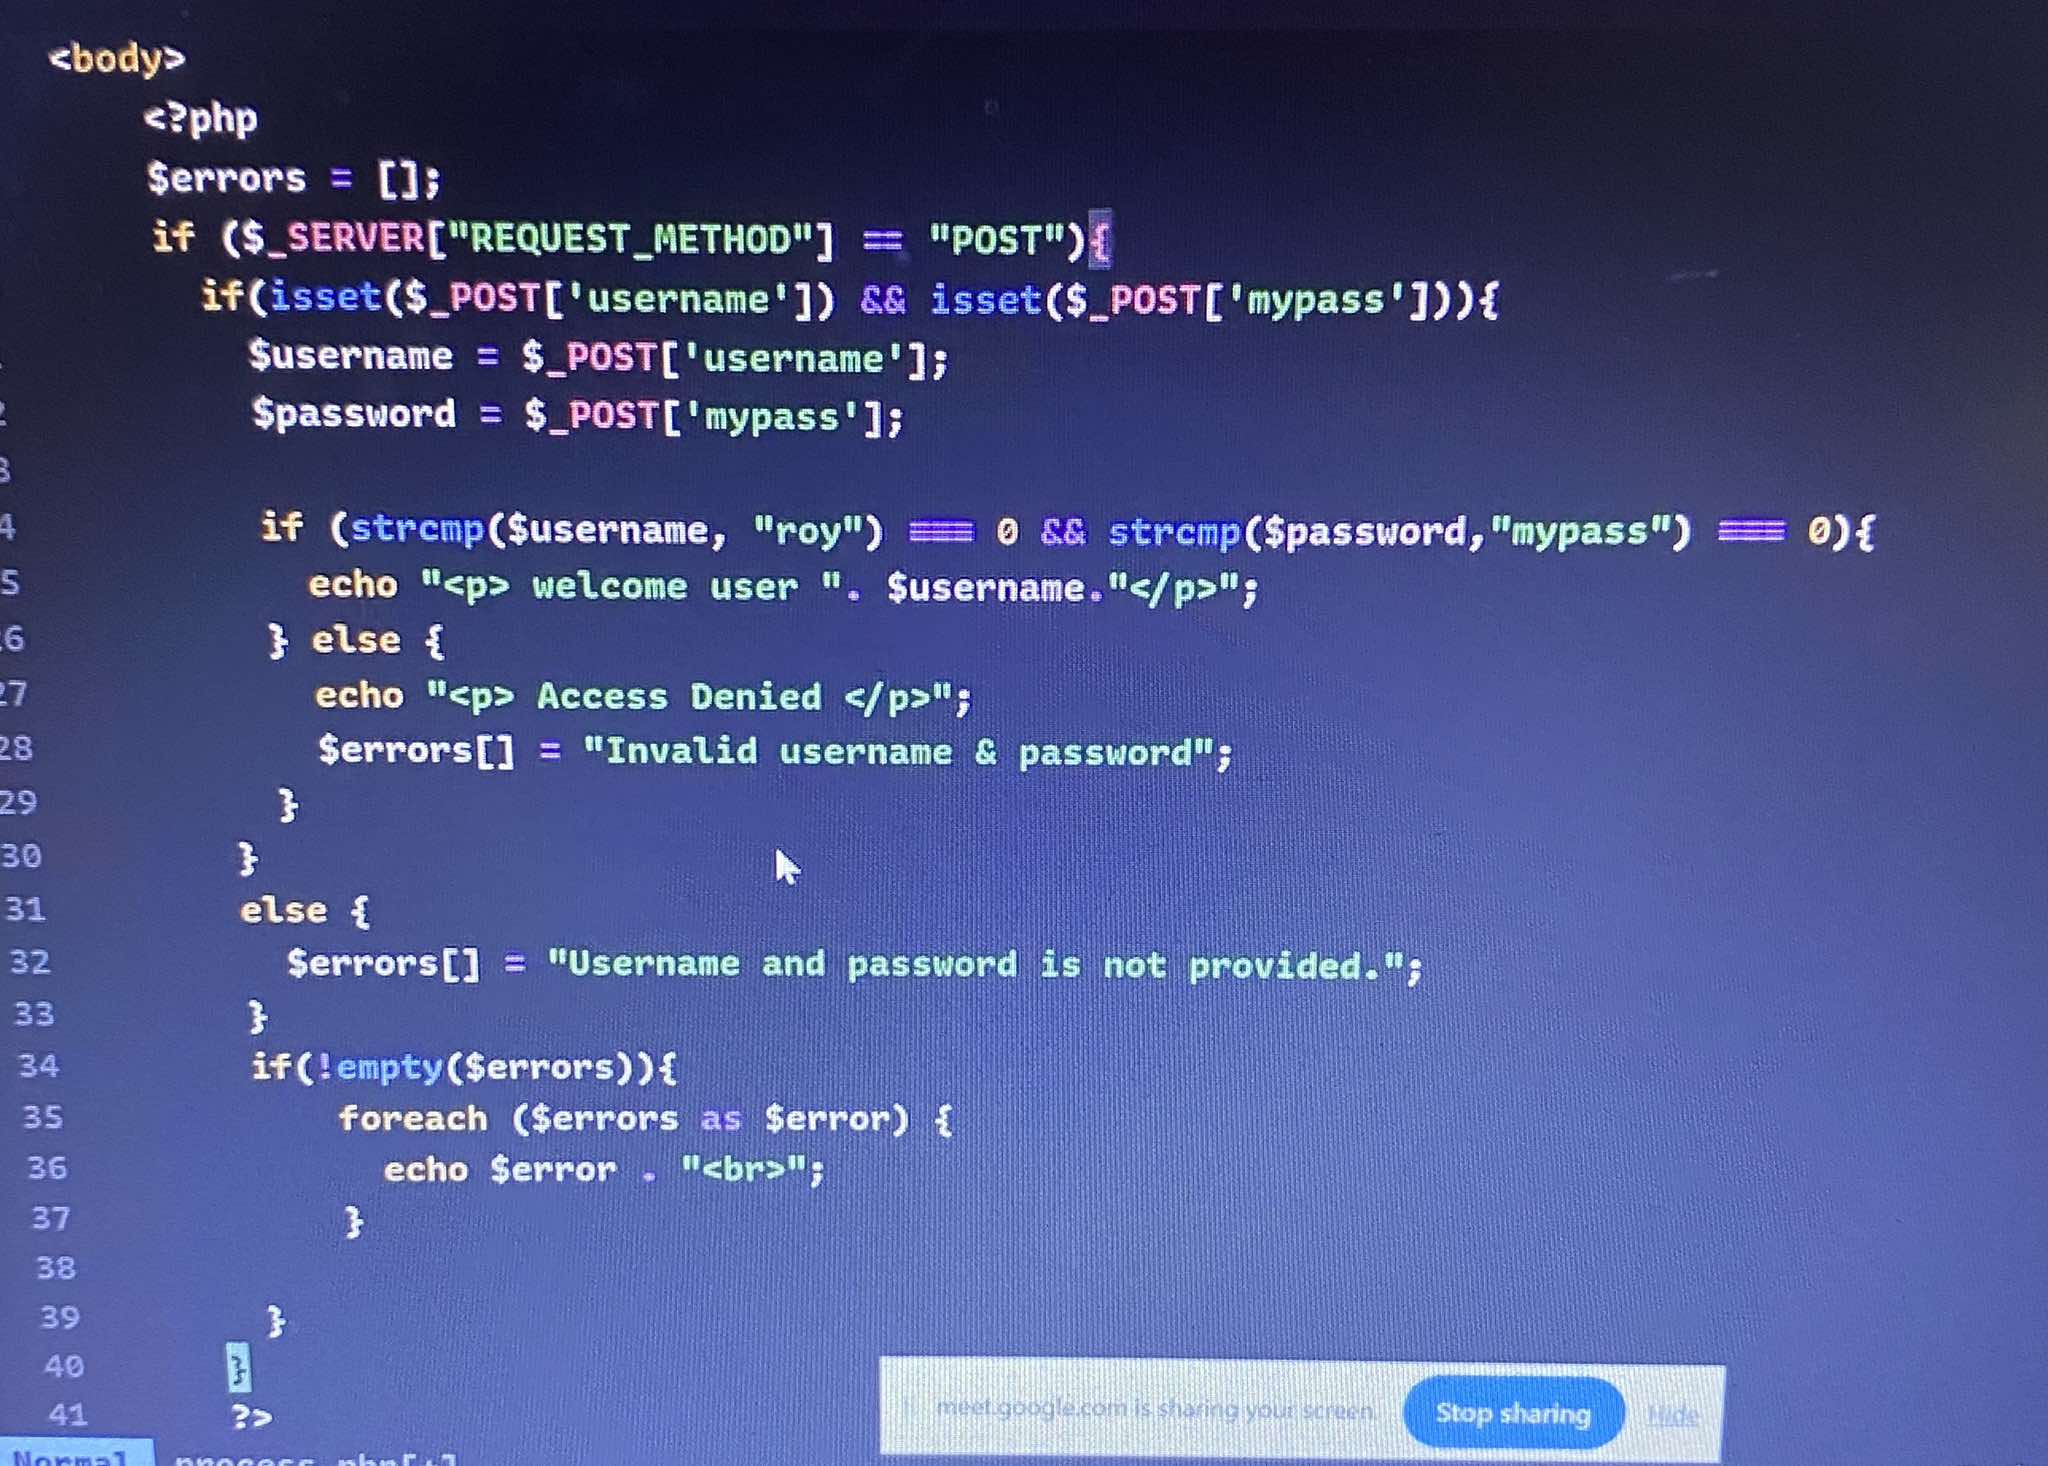 <body>
<?php
$errors = [];
if ($_SERVER["REQUEST_METHOD"] == "POST"){
if(isset($_POST['username']) && isset($_POST['mypass'])){
$username = $_POST['username'];
$password = $_POST['mypass'];
3
4 if (strcmp($username, "roy") === 0 && strcmp($password,"mypass") === 0){
5 echo "<p> welcome user ". $username."</p>";
26 } else {
27 echo "<p> Access Denied </p>";
28 $errors[] = "Invalid username & password";
29 }
30 }
31 else {
32 $errors[] = "Username and password is not provided.";
33 }
34 if(!empty($errors)){
35 foreach ($errors as $error) {
36 echo $error . "<br>";
37 }
38
39 }
40 }
41 ?>
meet.google.com is sharing your screen. Stop sharing Hide
Normal process.php[+]